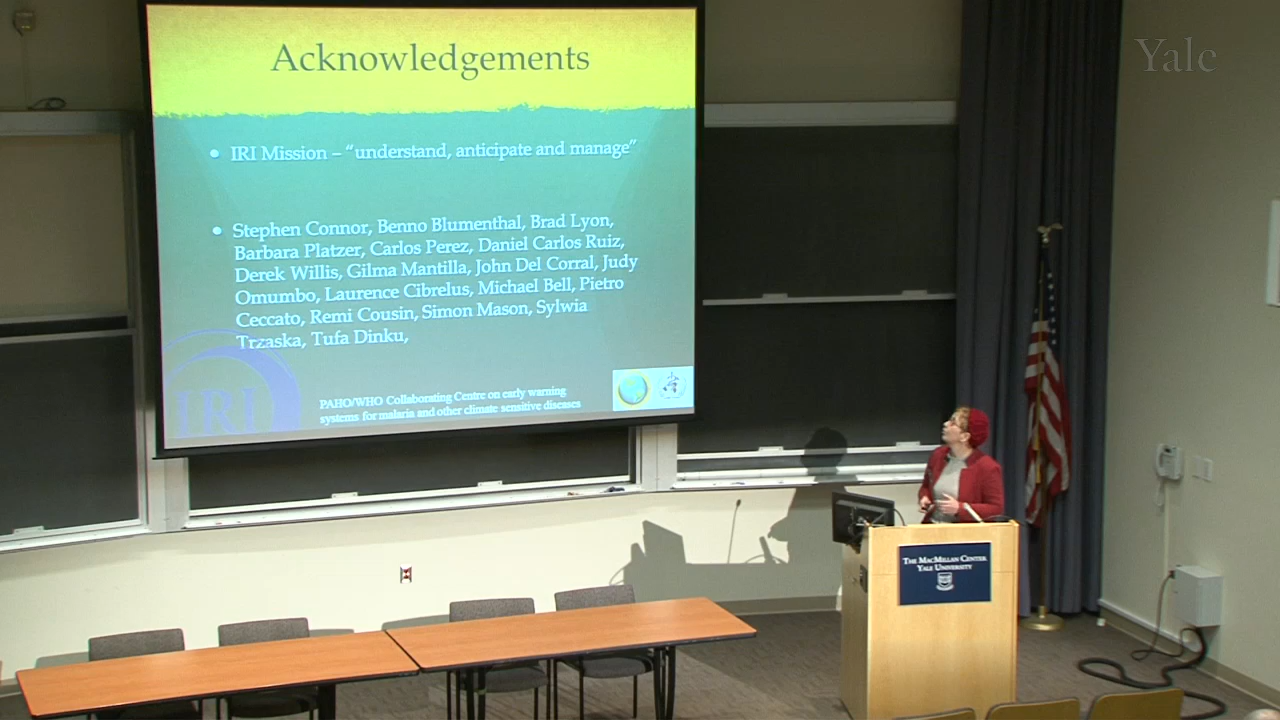 Yale
Acknowledgements
• IRI Mission – “understand, anticipate and manage”
• Stephen Connor, Benno Blumenthal, Brad Lyon,
Barbara Platzer, Carlos Perez, Daniel Carlos Ruiz,
Derek Willis, Gilma Mantilla, John Del Corral, Judy
Omumbo, Laurence Cibrelus, Michael Bell, Pietro
Ceccato, Remi Cousin, Simon Mason, Sylwia
Trzaska, Tufa Dinku,
IRI
PAHO/WHO Collaborating Centre on early warning
systems for malaria and other climate sensitive diseases
The MacMillan Center
Yale University